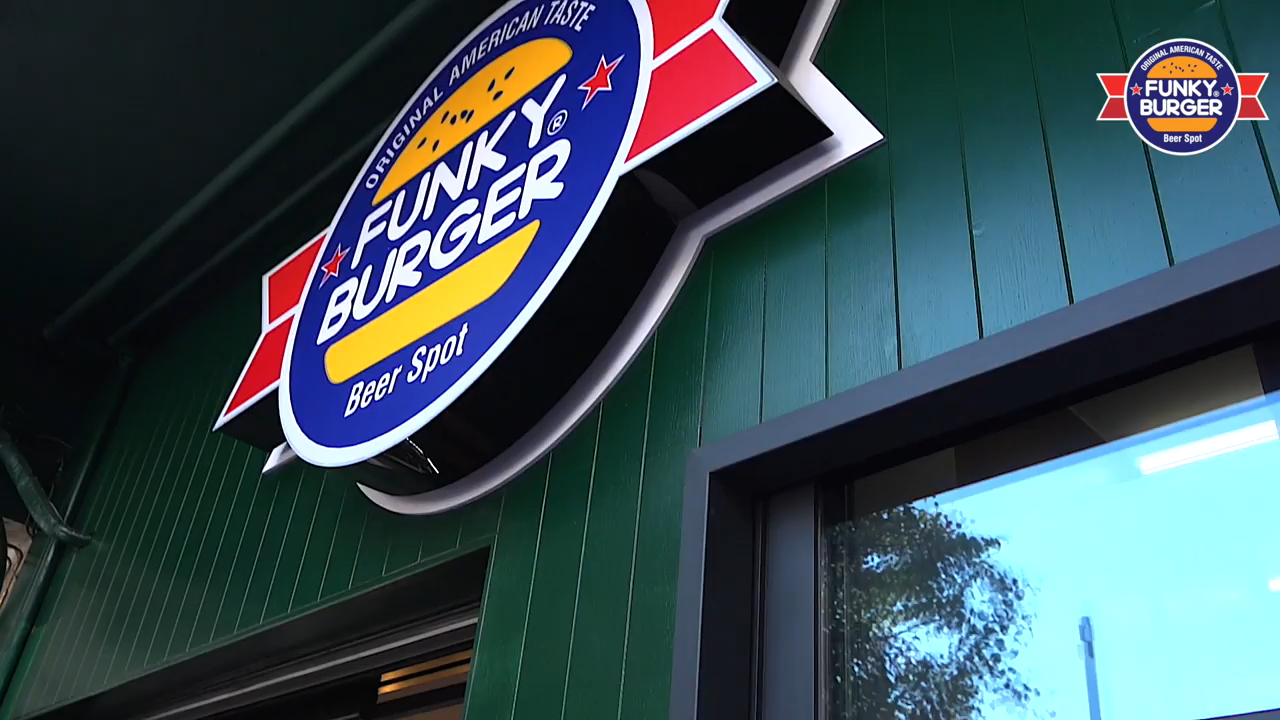 ORIGINAL AMERICAN TASTE
FUNKY
BURGER®
Beer Spot
ORIGINAL AMERICAN TASTE
FUNKY
BURGER
Beer Spot